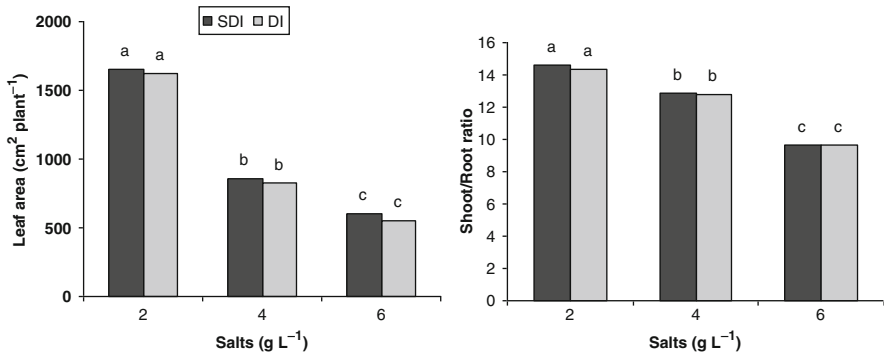 SDI DI
Leaf area (cm² plant⁻¹)
2000
1500
1000
500
0
a a
b b
c c
2 4 6
Salts (g L⁻¹)
Shoot/Root ratio
16
14
12
10
8
6
4
2
0
a a
b b
c c
2 4 6
Salts (g L⁻¹)